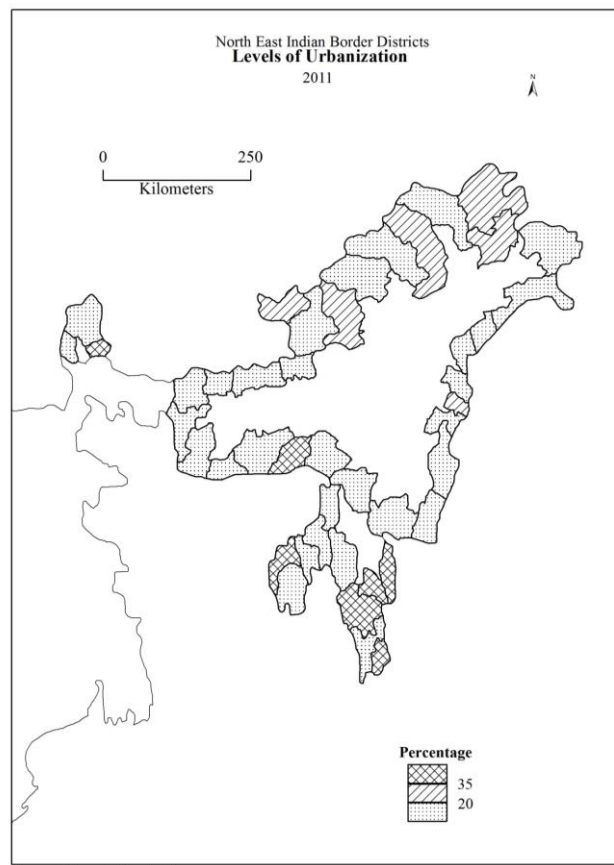 North East Indian Border Districts
Levels of Urbanization
2011
N
0 250
Kilometers
Percentage
35
20